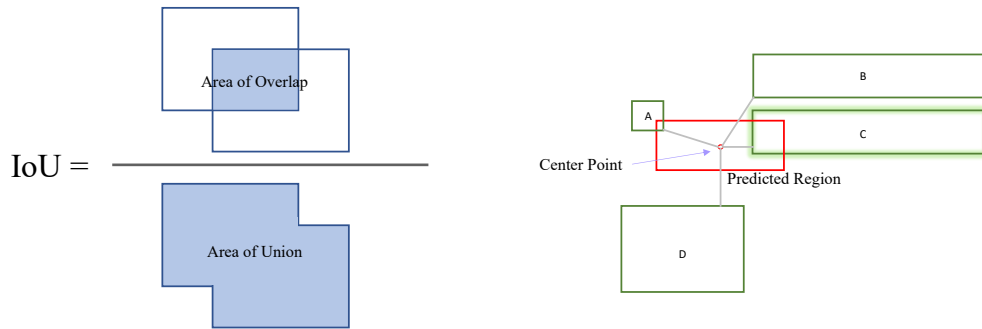 Area of Overlap
IoU =
Area of Union
A
B
C
Center Point
Predicted Region
D